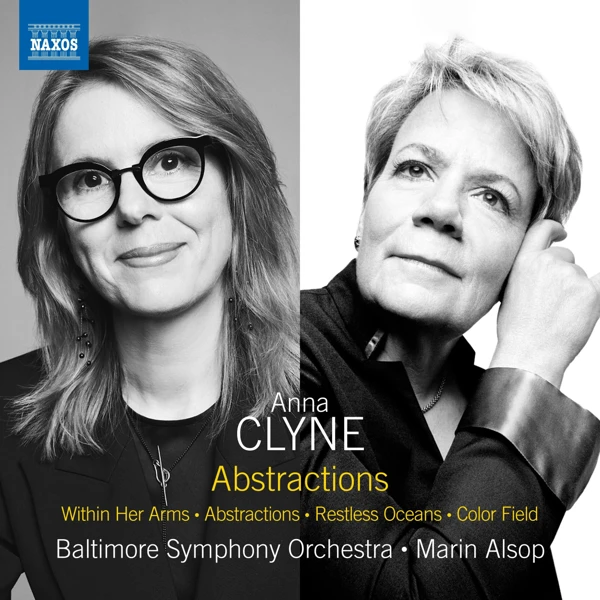 NAXOS
Anna
CLYNE
Abstractions
Within Her Arms • Abstractions • Restless Oceans • Color Field
Baltimore Symphony Orchestra • Marin Alsop